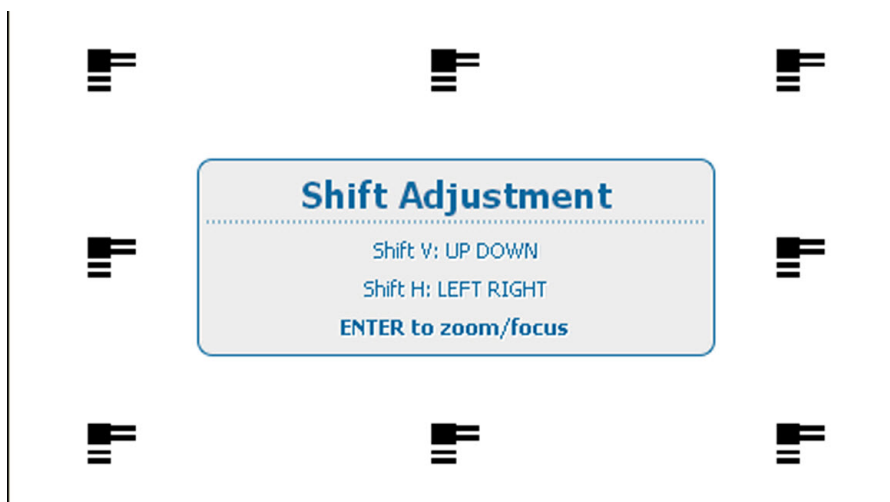 Shift Adjustment
Shift V: UP DOWN
Shift H: LEFT RIGHT
ENTER to zoom/focus